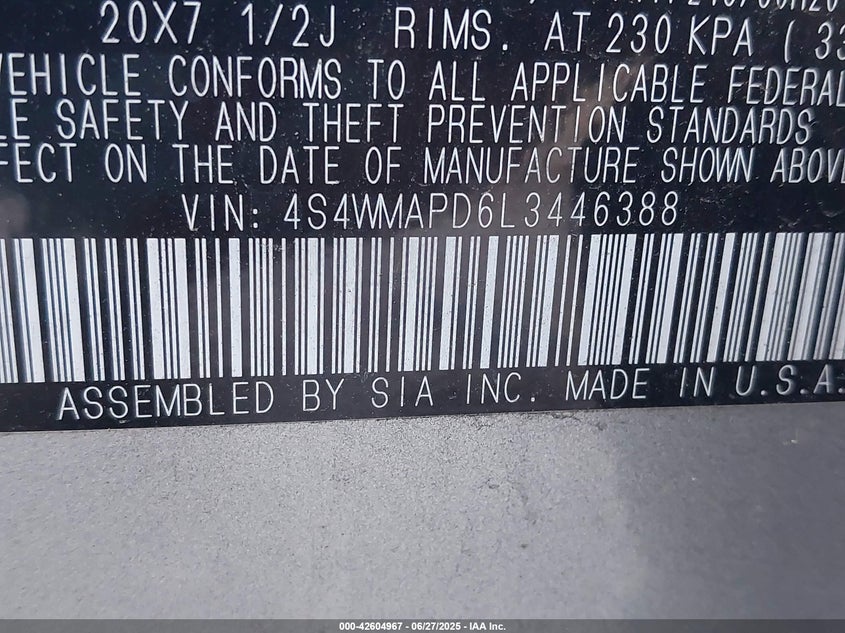 20X7 1/2J RIMS. AT 230 KPA ( 33
VEHICLE CONFORMS TO ALL APPLICABLE FEDERAL
LE SAFETY AND THEFT PREVENTION STANDARDS
FECT ON THE DATE OF MANUFACTURE SHOWN ABOVE
VIN: 4S4WMAPD6L3446388
ASSEMBLED BY SIA INC. MADE IN U.S.A.
000-42604967 - 06/27/2025 - IAA Inc.